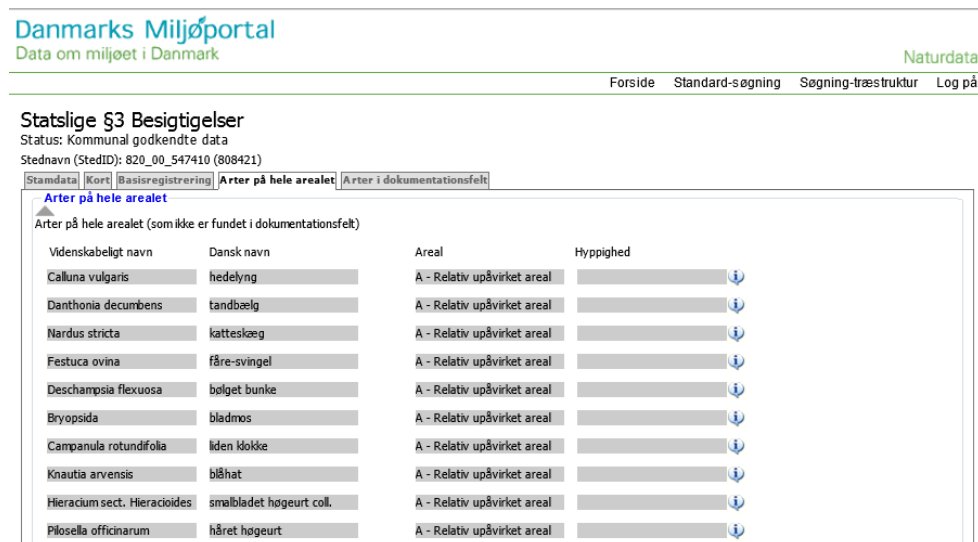 Danmarks Miljøportal
Data om miljøet i Danmark
Naturdata
Forside Standard-søgning Søgning-træstruktur Log på
Statslige §3 Besigtigelser
Status: Kommunal godkendte data
Stednavn (StedID): 820_00_547410 (808421)
Stamdata Kort Basisregistrering Arter på hele arealet Arter i dokumentationsfelt
Arter på hele arealet
Arter på hele arealet (som ikke er fundet i dokumentationsfelt)
Videnskabeligt navn Dansk navn Areal Hyppighed
Calluna vulgaris hedelyng A - Relativ upåvirket areal
Danthonia decumbens tandbælg A - Relativ upåvirket areal
Nardus stricta katteskæg A - Relativ upåvirket areal
Festuca ovina fåre-svingel A - Relativ upåvirket areal
Deschampsia flexuosa bølget bunke A - Relativ upåvirket areal
Bryopsida bladmos A - Relativ upåvirket areal
Campanula rotundifolia liden klokke A - Relativ upåvirket areal
Knautia arvensis blåhat A - Relativ upåvirket areal
Hieracium sect. Hieracioides smalbladet høgeurt coll. A - Relativ upåvirket areal
Pilosella officinarum håret høgeurt A - Relativ upåvirket areal